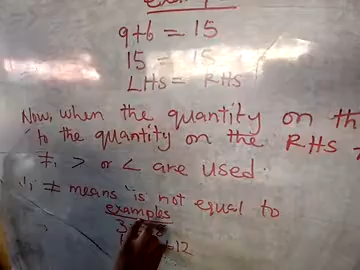 9+6 = 15
15 = 15
LHS = RHS
Now, when the quantity on
to the quantity on the RHS
≠, > or < are used.
≠ means is not equal to
examples